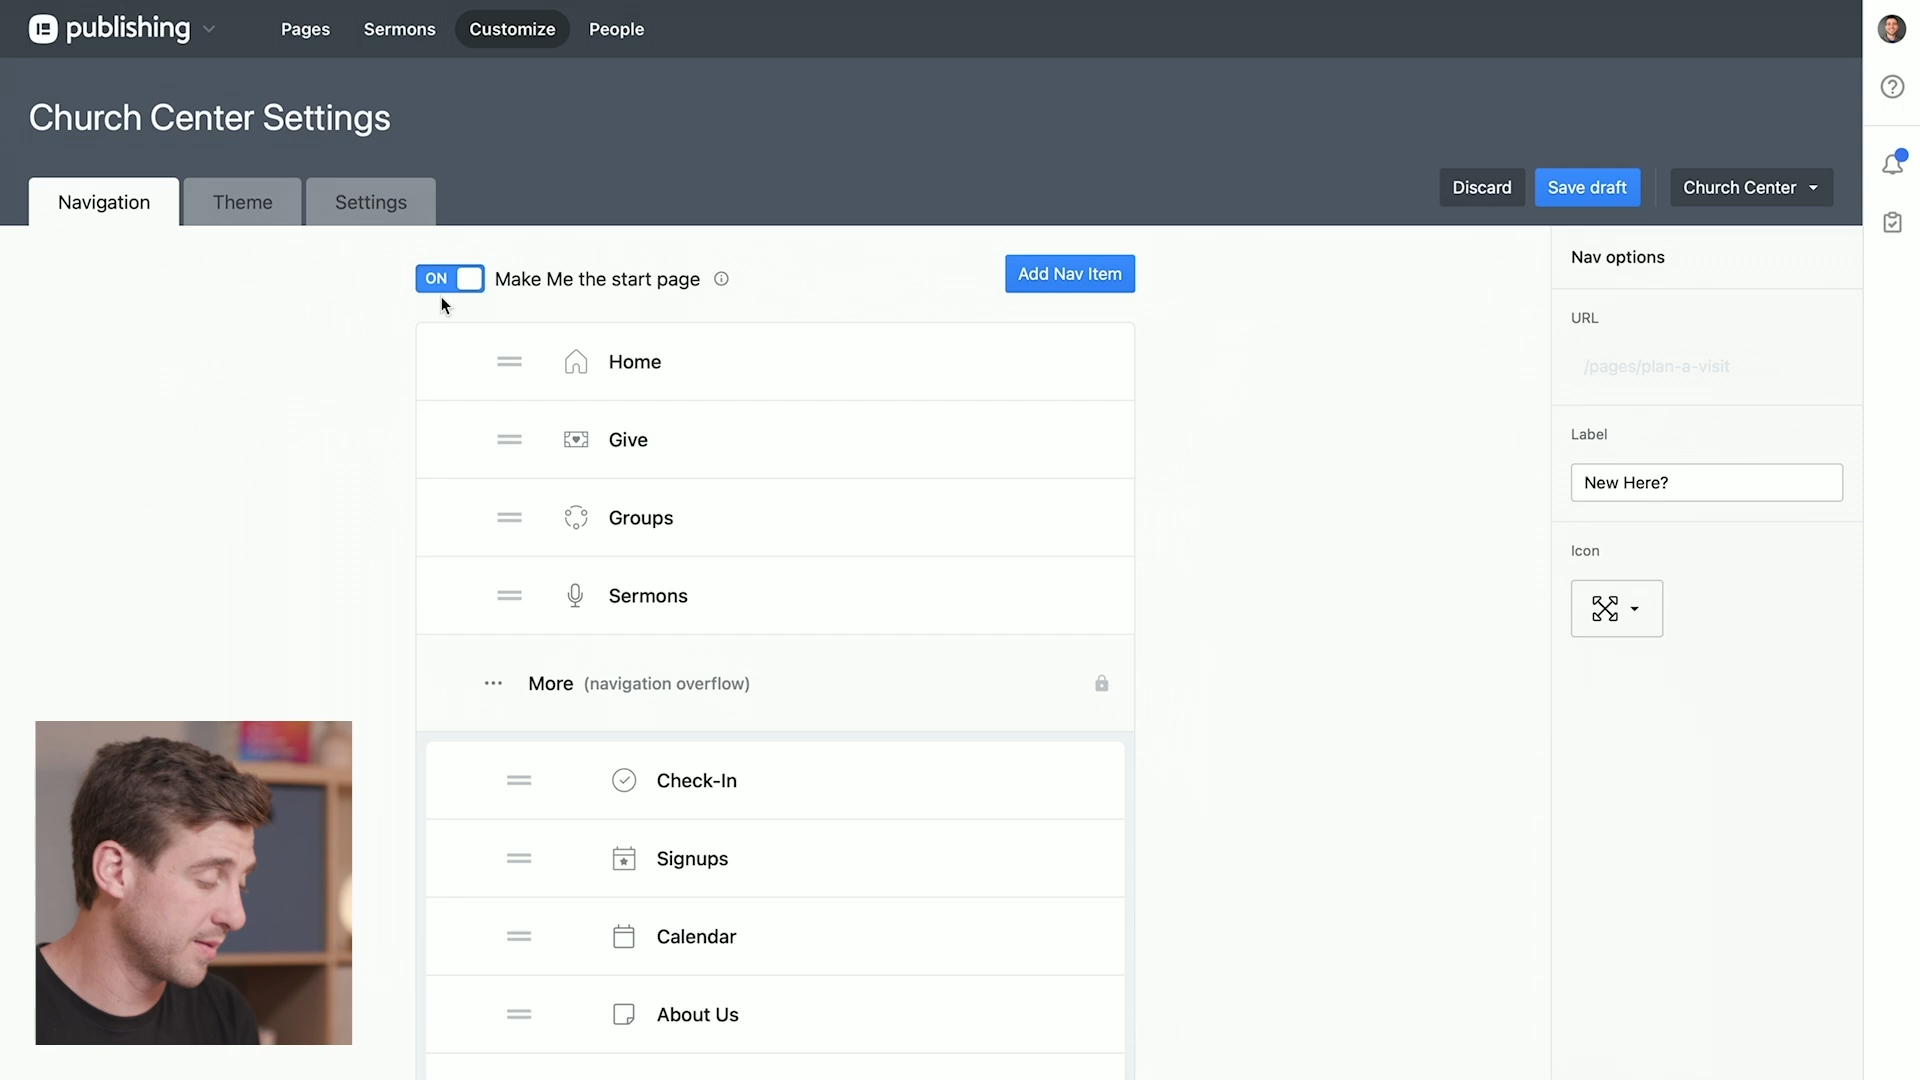 publishing
Pages
Sermons
Customize
People
Church Center Settings
Navigation
Theme
Settings
Discard
Save draft
Church Center
ON
Make Me the start page
Add Nav Item
Home
Give
Groups
Sermons
More (navigation overflow)
Check-In
Signups
Calendar
About Us
Nav options
URL
/pages/plan-a-visit
Label
New Here?
Icon